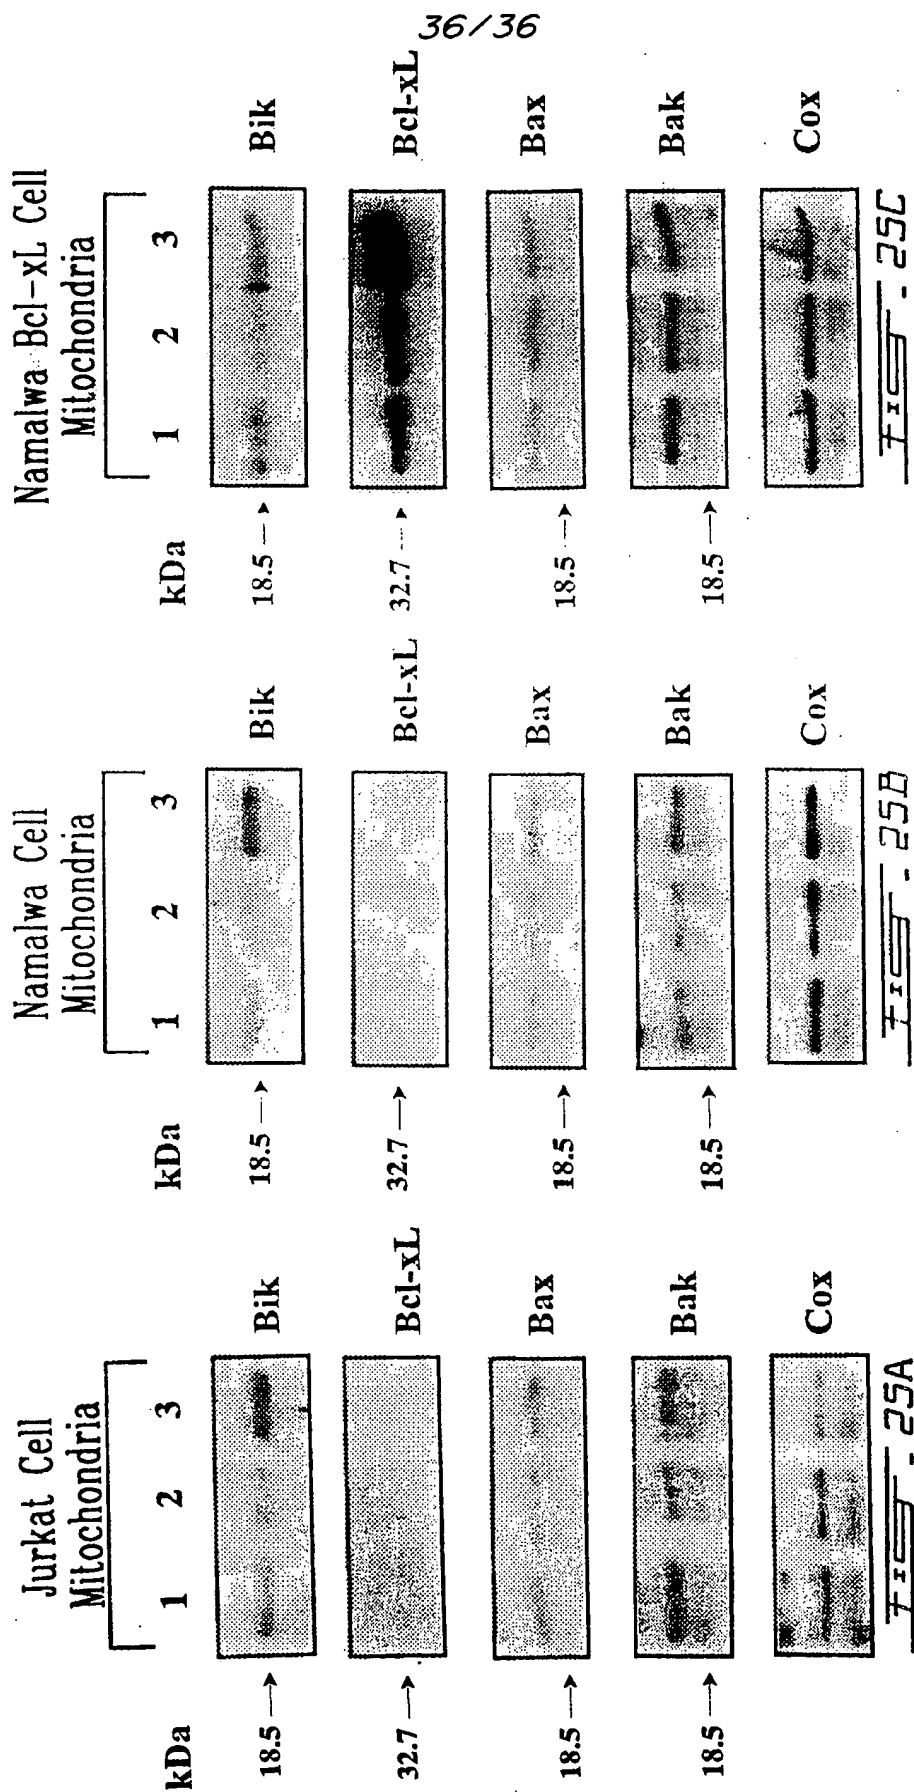 36/36
Jurkat Cell
Mitochondria
kDa
1 2 3
18.5 Bik
32.7 Bcl-xL
18.5 Bax
18.5 Bak
Cox
FIG. 25A
Namalwa Cell
Mitochondria
kDa
1 2 3
18.5 Bik
32.7 Bcl-xL
18.5 Bax
18.5 Bak
Cox
FIG. 25B
Namalwa Bcl-xL Cell
Mitochondria
kDa
1 2 3
18.5 Bik
32.7 Bcl-xL
18.5 Bax
18.5 Bak
Cox
FIG. 25C